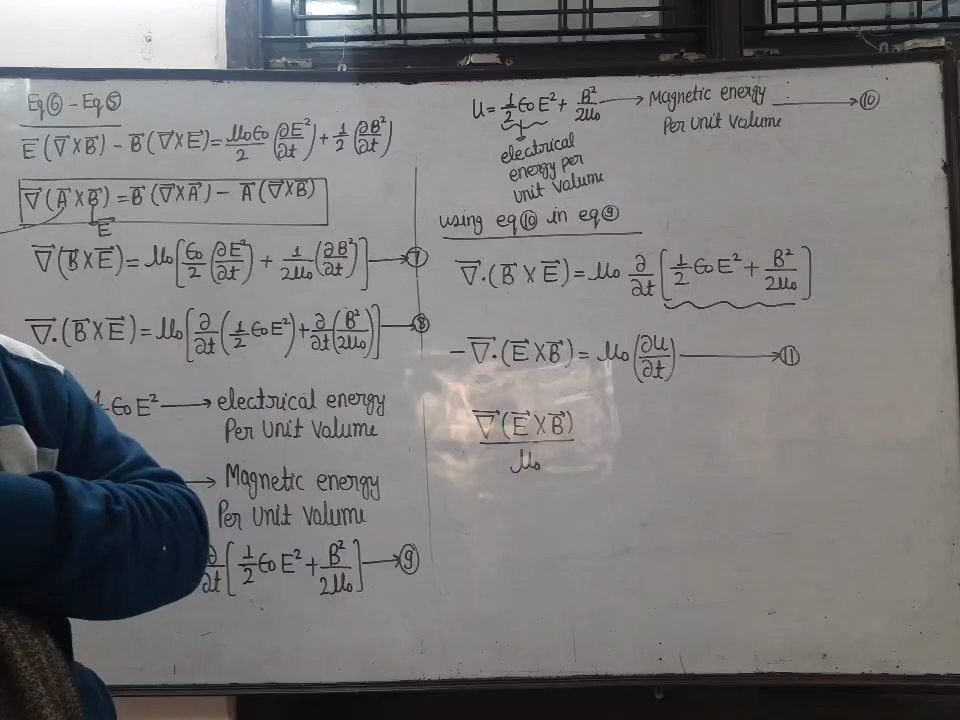 Eq⑥ - Eq⑤
E⃗ (∇⃗×B⃗) - B⃗ (∇×E⃗) = μ₀ϵ₀/2 (∂E²/∂t) + 1/2 (∂B²/∂t)
∇⃗ (A⃗×B⃗) = B⃗ (∇⃗×A⃗) - A⃗ (∇⃗×B⃗)
E⃗
∇⃗ (B⃗×E⃗) = μ₀[ϵ₀/2 (∂E²/∂t) + 1/2μ₀ (∂B²/∂t)] → ⑦
∇⃗.(B⃗×E⃗) = μ₀[∂/∂t (1/2 ϵ₀E²) + ∂/∂t (B²/2μ₀)] → ⑧
ϵ₀E² → electrical energy
Per Unit Volume
→ Magnetic energy
Per Unit Volume
∂/∂t [1/2 ϵ₀E² + B²/2μ₀] → ⑨
U = 1/2 ϵ₀E² + B²/2μ₀ → Magnetic energy → ⑩
Per Unit Volume
electrical
energy per
unit volume
using eq⑩ in eq⑨
∇⃗.(B⃗×E⃗) = μ₀ ∂/∂t [1/2 ϵ₀E² + B²/2μ₀]
-∇⃗.(E⃗×B⃗) = μ₀ (∂U/∂t) → ⑪
∇⃗(E⃗×B⃗)/μ₀